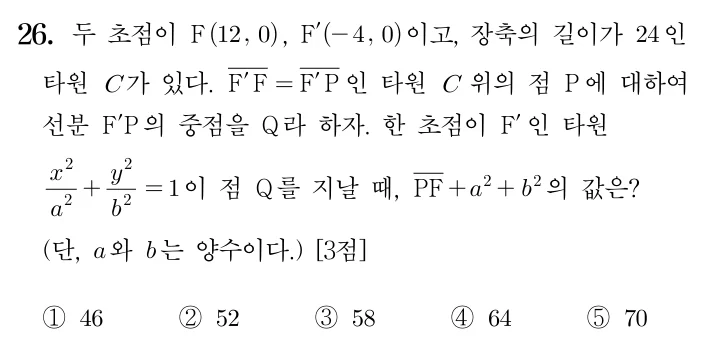 26. 두 초점이 F(12, 0), F′(−4, 0)이고, 장축의 길이가 24인
타원 C가 있다. F′F = F′P인 타원 C 위의 점 P에 대하여
선분 F′P의 중점을 Q라 하자. 한 초점이 F′인 타원
x²/a² + y²/b² = 1이 점 Q를 지날 때, PF + a² + b²의 값은?
(단, a와 b는 양수이다.) [3점]
① 46 ② 52 ③ 58 ④ 64 ⑤ 70